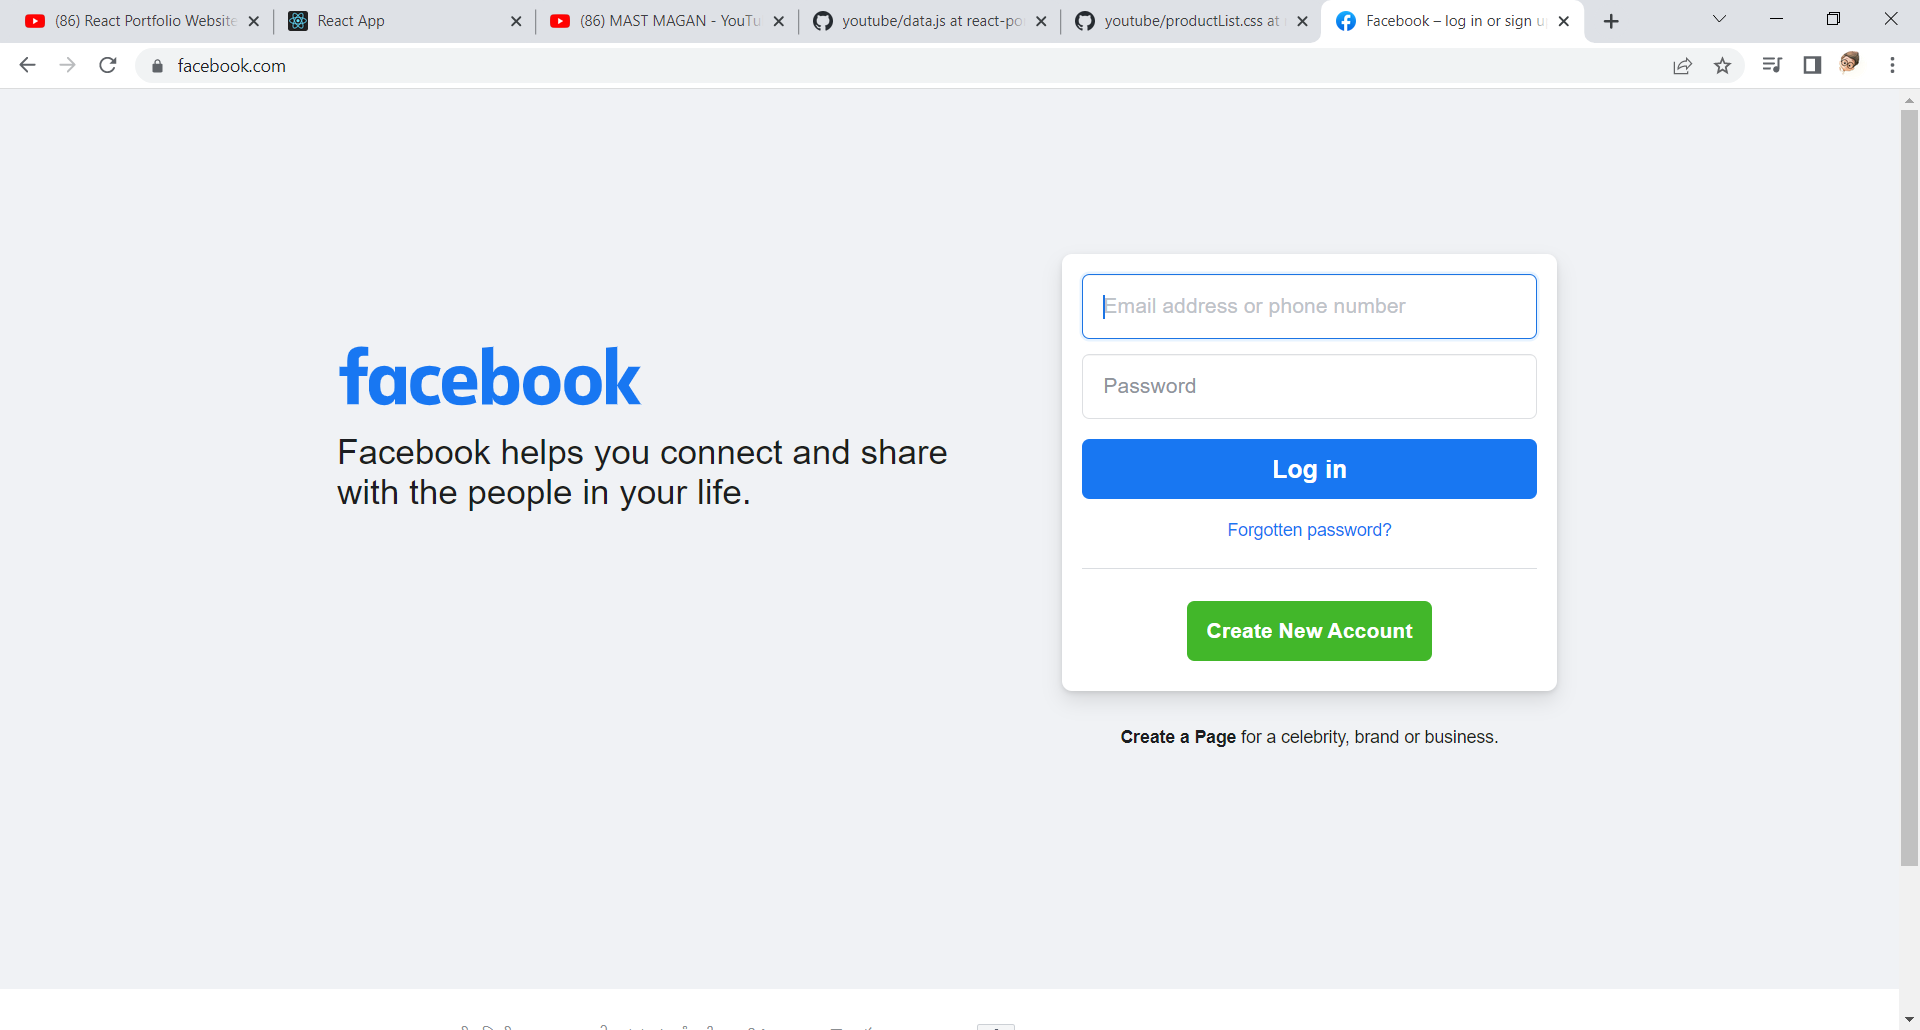 (86) React Portfolio Website
React App
(86) MAST MAGAN - YouTu
youtube/data.js at react-po
youtube/productList.css at
Facebook – log in or sign u
facebook.com
Email address or phone number
Password
facebook
Facebook helps you connect and share
with the people in your life.
Log in
Forgotten password?
Create New Account
Create a Page for a celebrity, brand or business.